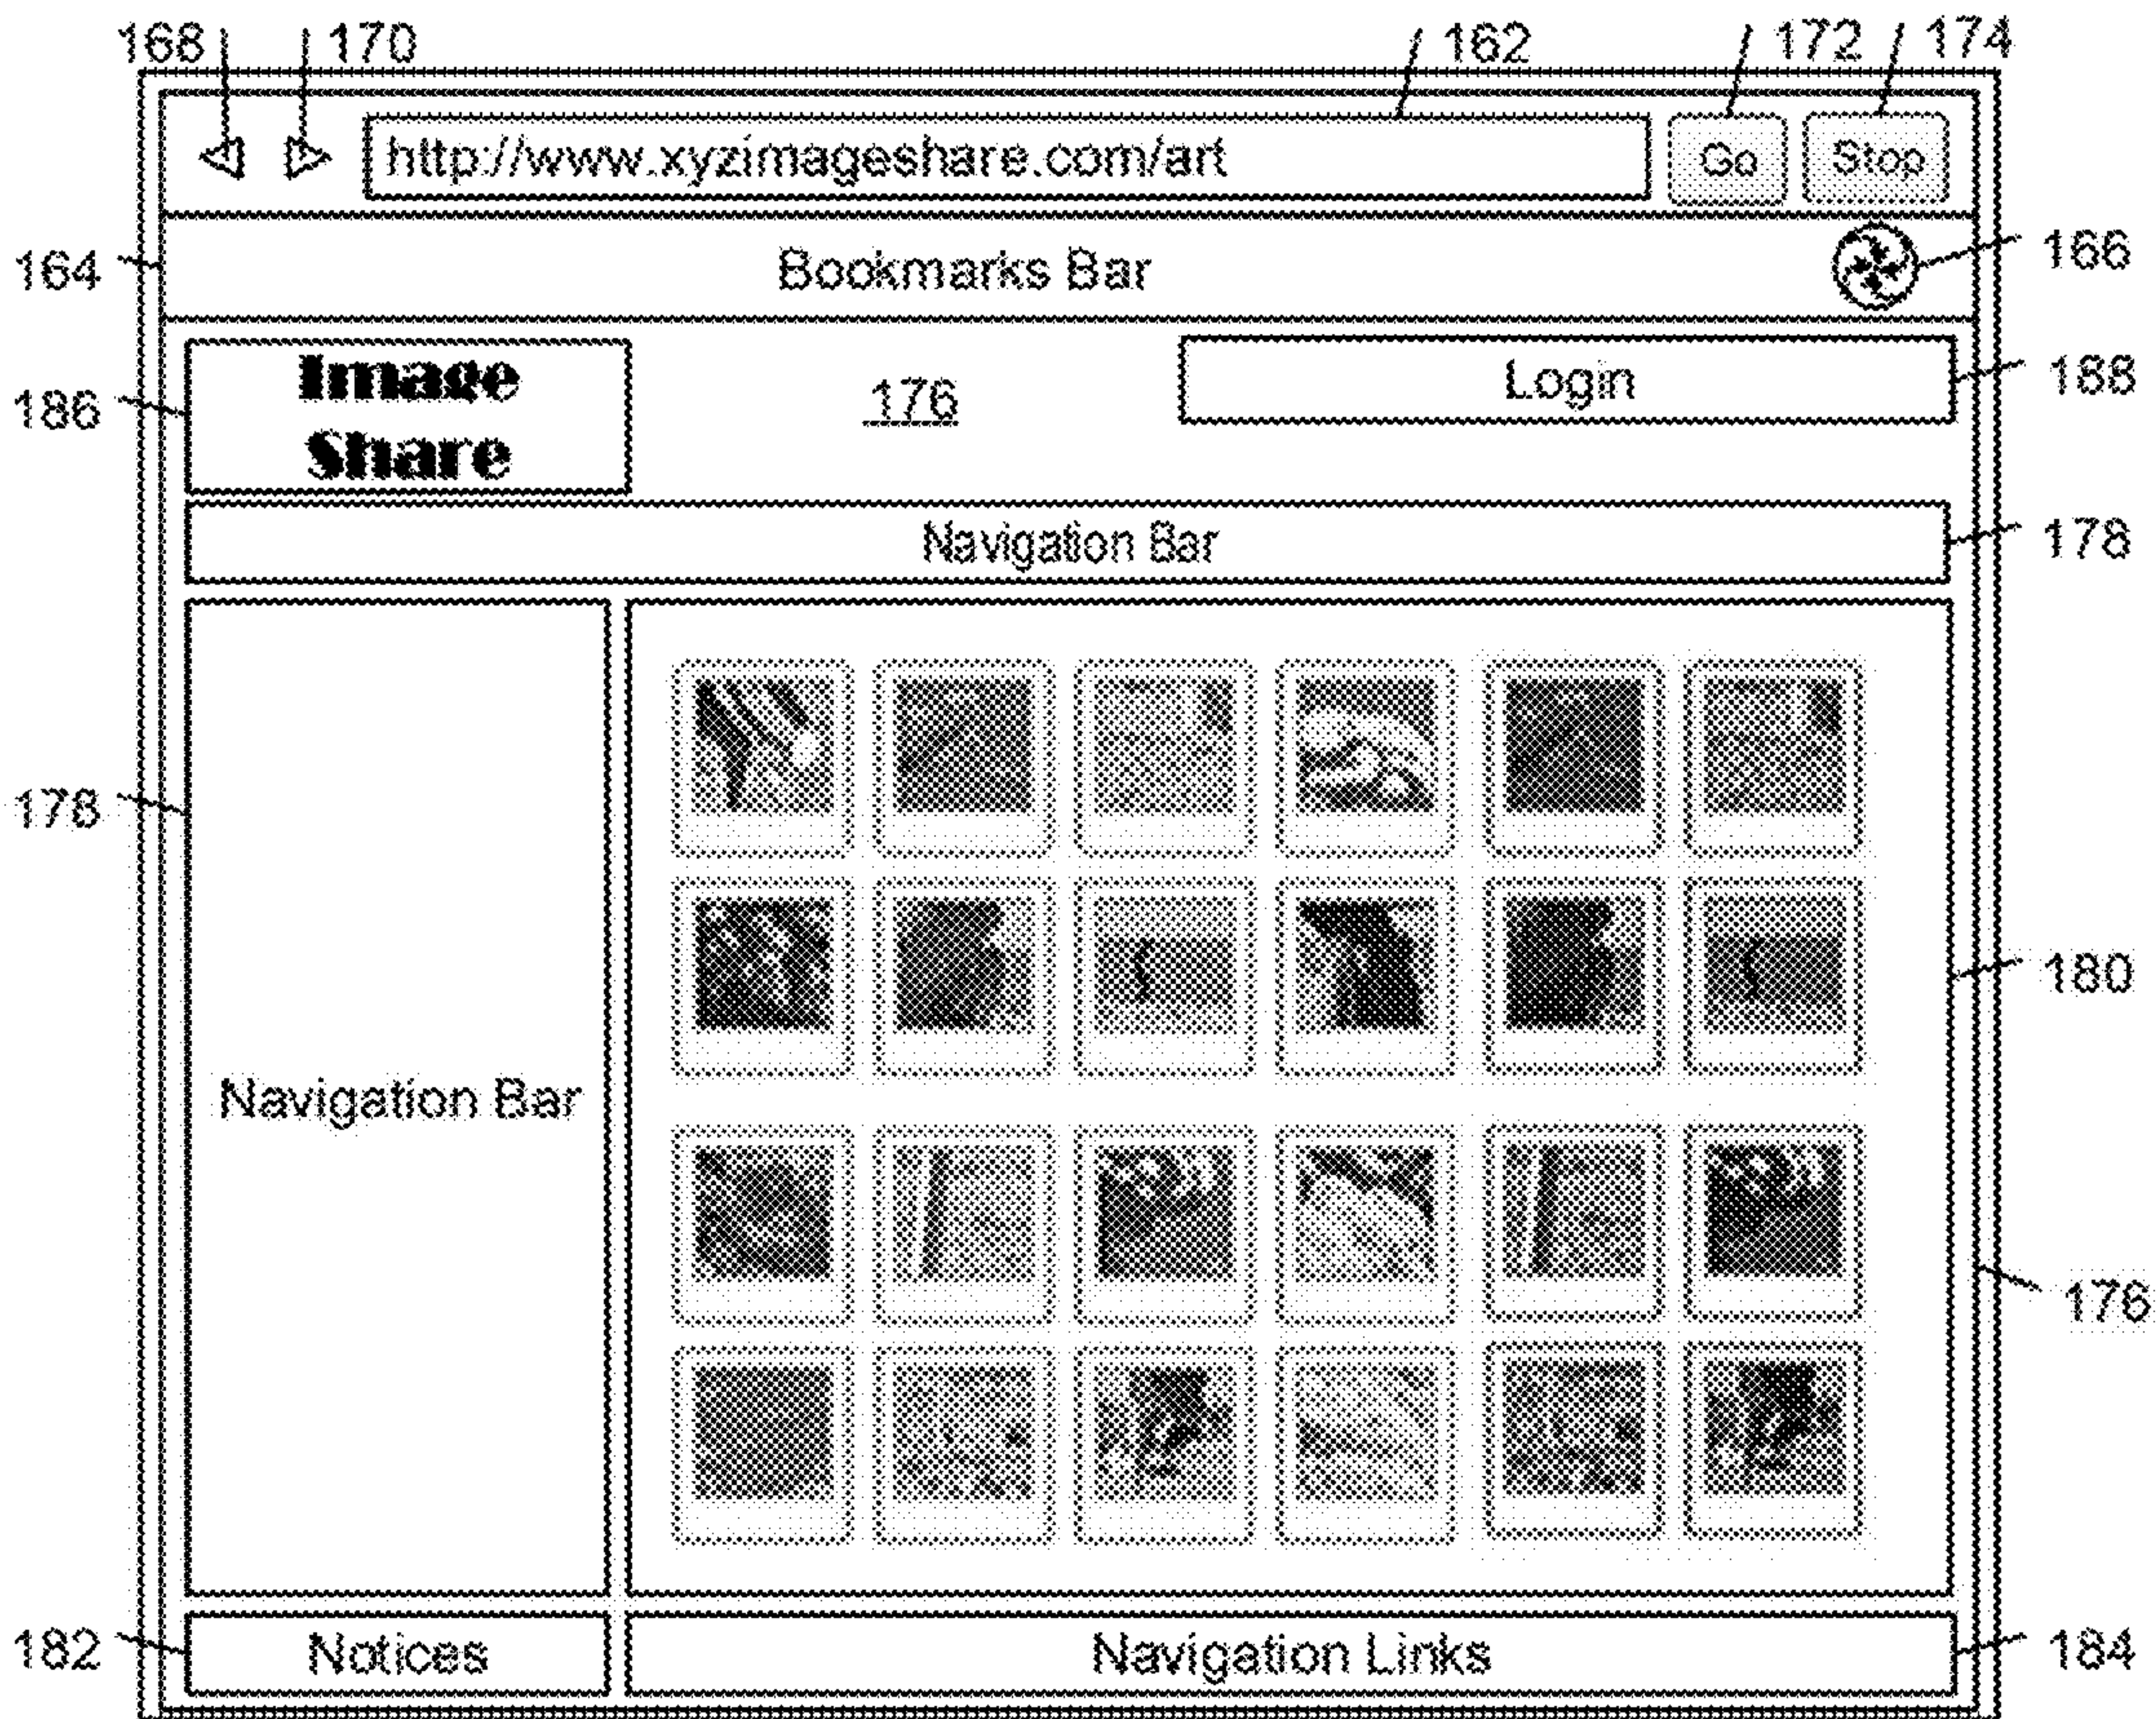 168 170 162 172 174
http://www.xyzimageshare.com/art Go Stop
164 Bookmarks Bar 166
186 Image Share 176 Login 188
Navigation Bar 178
178 Navigation Bar
180
176
182 Notices Navigation Links 184